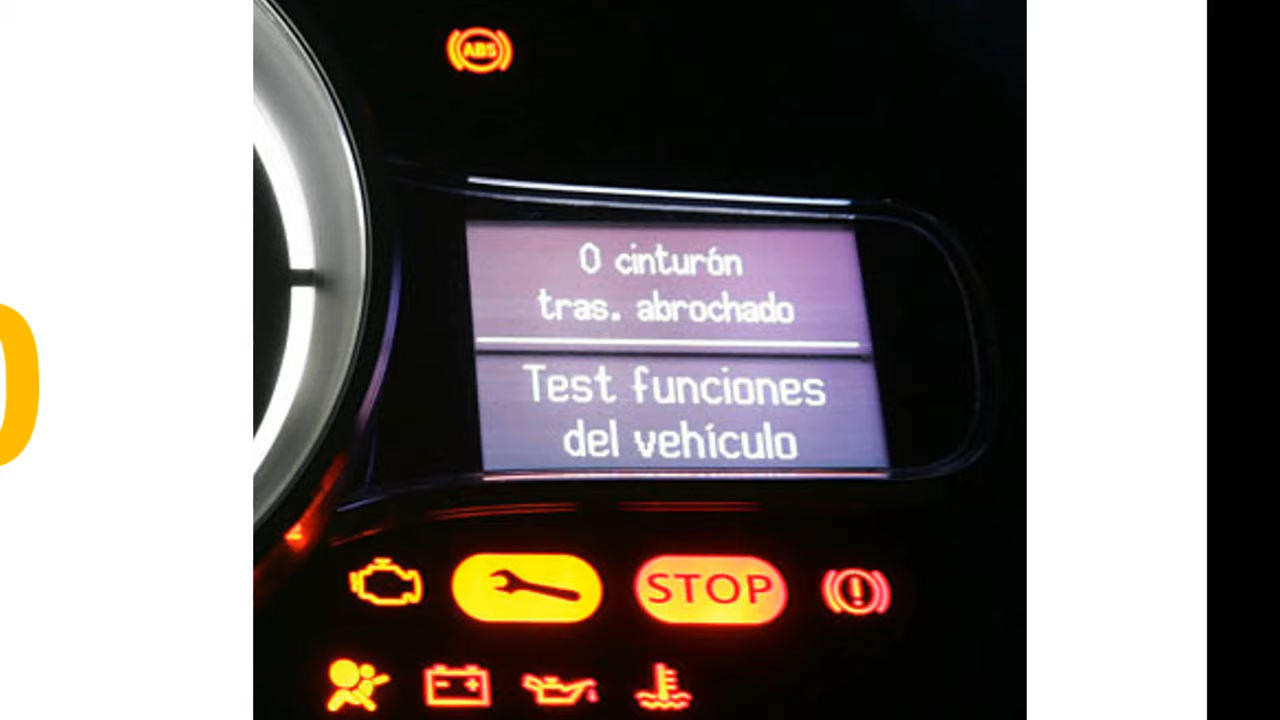 ABS
0 cinturón
tras. abrochado
Test funciones
del vehículo
STOP